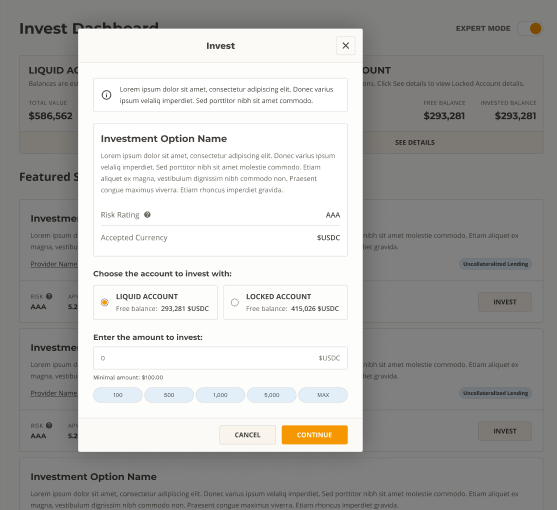 Invest Dashboard
EXPERT MODE
Invest
LIQUID AC
OUNT
Balances are est
ons. Click See details to view Locked Account details.
TOTAL VALUE
FREE BALANCE
INVESTED BALANCE
$586,562
$293,281
$293,281
SEE DETAILS
Lorem ipsum dolor sit amet, consectetur adipiscing elit. Donec varius
ipsum velaliq imperdiet. Sed porttitor nibh sit amet commodo.
Investment Option Name
Lorem ipsum dolor sit amet, consectetur adipiscing elit. Donec varius ipsum
velaliq imperdiet. Sed porttitor nibh sit amet molestie commodo. Etiam
aliquet ex magna, vestibulum dignissim nibh commodo non. Praesent
congue maximus viverra. Etiam rhoncus imperdiet gravida.
Risk Rating
AAA
Accepted Currency
$USDC
Choose the account to invest with:
LIQUID ACCOUNT
Free balance: 293,281 $USDC
LOCKED ACCOUNT
Free balance: 415,026 $USDC
Enter the amount to invest:
0
$USDC
Minimal amount: $100.00
100
500
1,000
5,000
MAX
CANCEL
CONTINUE
Featured S
Investme
Lorem ipsum d
nibh sit amet molestie commodo. Etiam aliquet ex
magna, vestibu
diet gravida.
Provider Name
Uncollateralized Lending
RISK
AAA
INVEST
Investme
Lorem ipsum d
nibh sit amet molestie commodo. Etiam aliquet ex
magna, vestibu
diet gravida.
Provider Name
Uncollateralized Lending
RISK
AAA
INVEST
Investment Option Name
Lorem ipsum dolor sit amet, consectetur adipiscing elit. Donec varius ipsum velaliq imperdiet. Sed porttitor nibh sit amet molestie commodo. Etiam aliquet ex
magna, vestibulum dignissim nibh commodo non. Praesent congue maximus viverra. Etiam rhoncus imperdiet gravida.